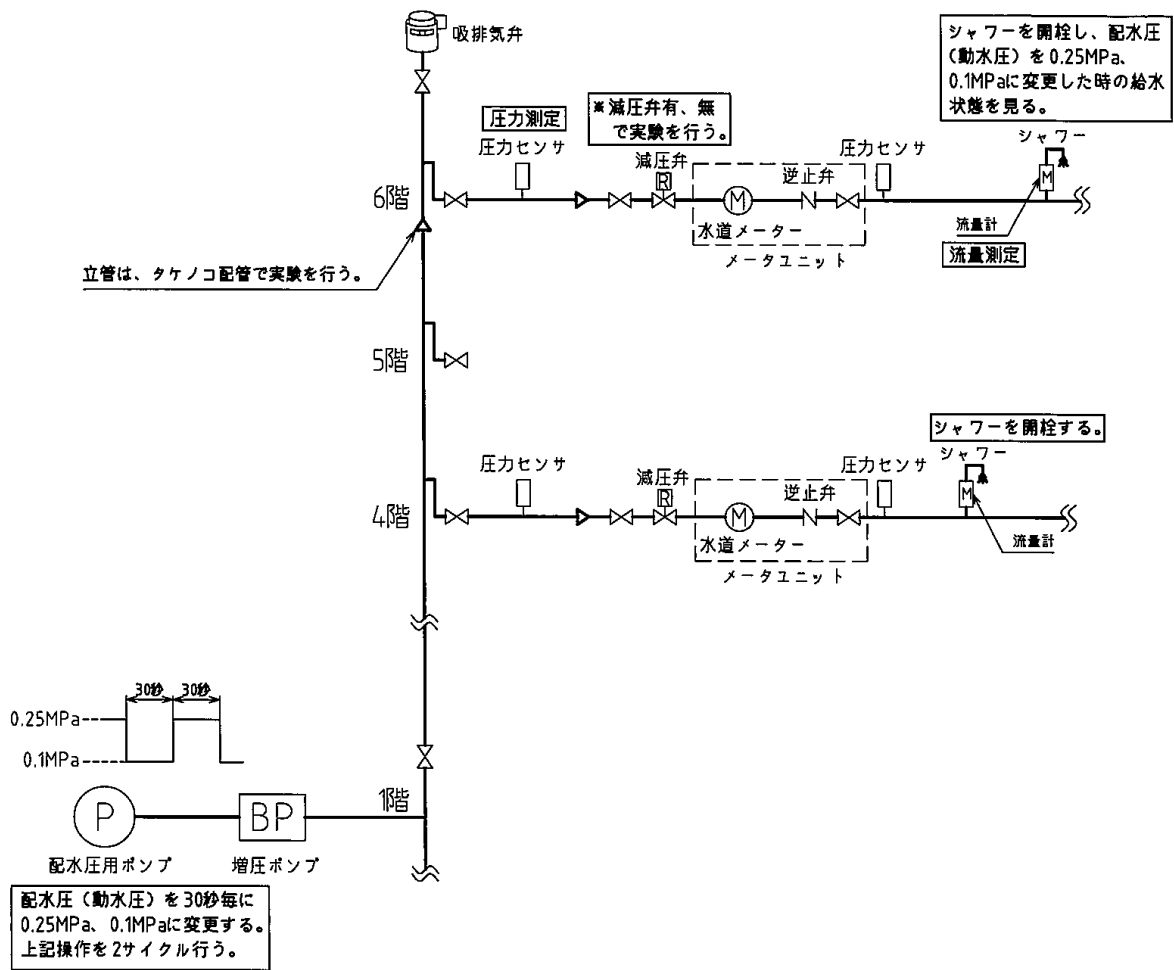 吸排気弁
シャワーを開栓し、配水圧
(動水圧)を0.25MPa、
0.1MPaに変更した時の給水
状態を見る。
圧力測定
※減圧弁有、無
で実験を行う。
圧力センサ
減圧弁
逆止弁
圧力センサ
シャワー
R
M
6階
M
水道メーター
メータユニット
流量計
流量測定
立管は、タケノコ配管で実験を行う。
5階
シャワーを開栓する。
圧力センサ
減圧弁
逆止弁
圧力センサ
シャワー
R
M
4階
M
水道メーター
メータユニット
流量計
30秒 30秒
0.25MPa
0.1MPa
1階
P
BP
配水圧用ポンプ
増圧ポンプ
配水圧(動水圧)を30秒毎に
0.25MPa、0.1MPaに変更する。
上記操作を2サイクル行う。